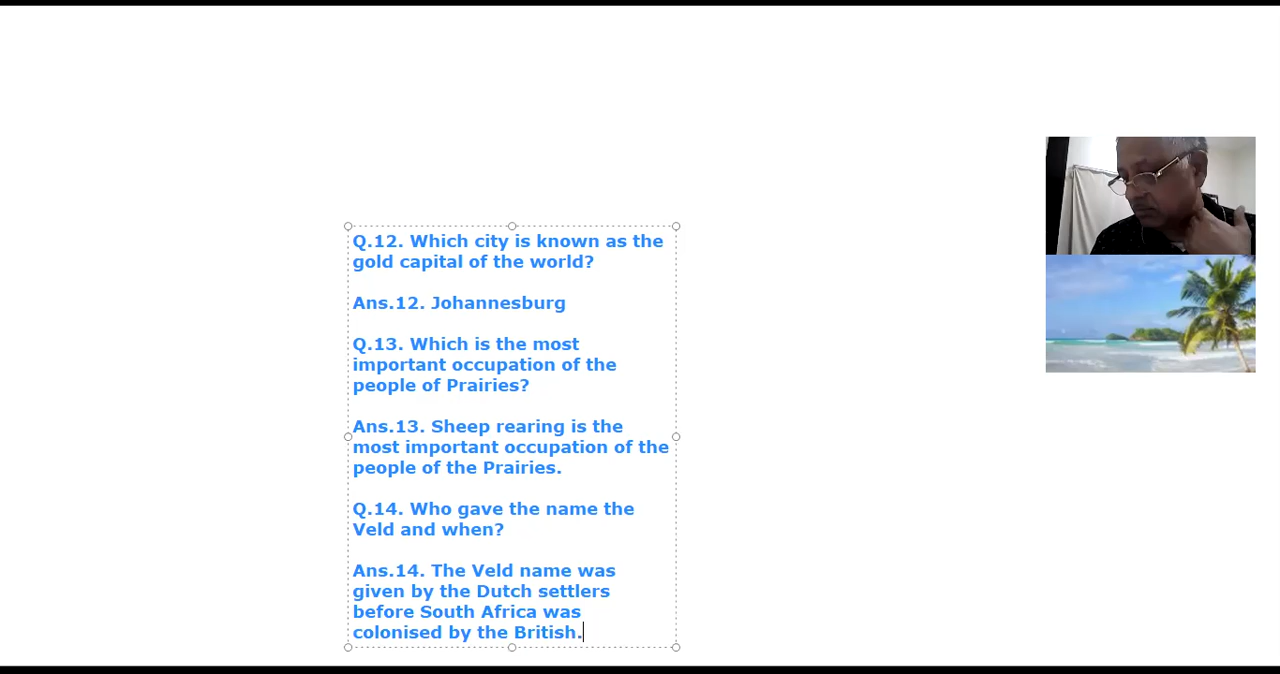 Q.12. Which city is known as the
gold capital of the world?
Ans.12. Johannesburg
Q.13. Which is the most
important occupation of the
people of Prairies?
Ans.13. Sheep rearing is the
most important occupation of the
people of the Prairies.
Q.14. Who gave the name the
Veld and when?
Ans.14. The Veld name was
given by the Dutch settlers
before South Africa was
colonised by the British.